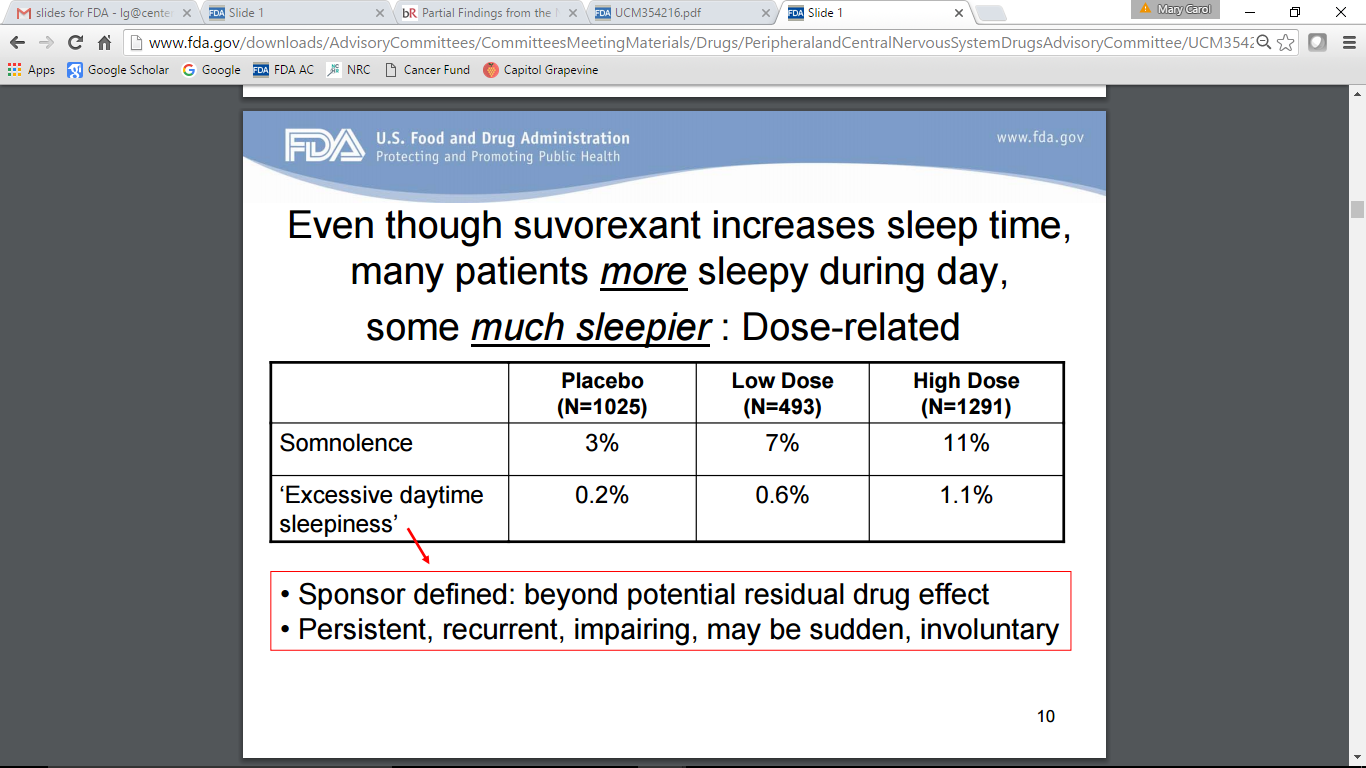 slides for FDA - lg@cente
Slide 1
Partial Findings from the
UCM354216.pdf
Slide 1
Mary Carol
www.fda.gov/downloads/AdvisoryCommittees/CommitteesMeetingMaterials/Drugs/PeripheralandCentralNervousSystemDrugsAdvisoryCommittee/UCM3542
Apps Google Scholar Google FDA AC NRC Cancer Fund Capitol Grapevine
FDA U.S. Food and Drug Administration www.fda.gov
Protecting and Promoting Public Health
Even though suvorexant increases sleep time,
many patients more sleepy during day,
some much sleepier : Dose-related
Placebo Low Dose High Dose
(N=1025) (N=493) (N=1291)
Somnolence 3% 7% 11%
‘Excessive daytime 0.2% 0.6% 1.1%
sleepiness’
• Sponsor defined: beyond potential residual drug effect
• Persistent, recurrent, impairing, may be sudden, involuntary
10